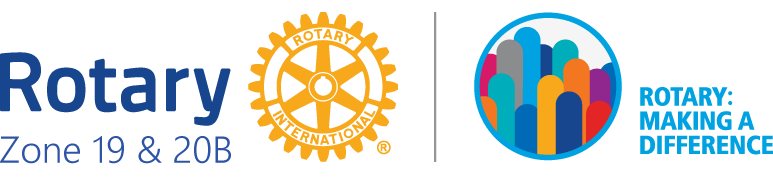 Rotary
Zone 19 & 20B
ROTARY
INTERNATIONAL
®
ROTARY:
MAKING A
DIFFERENCE